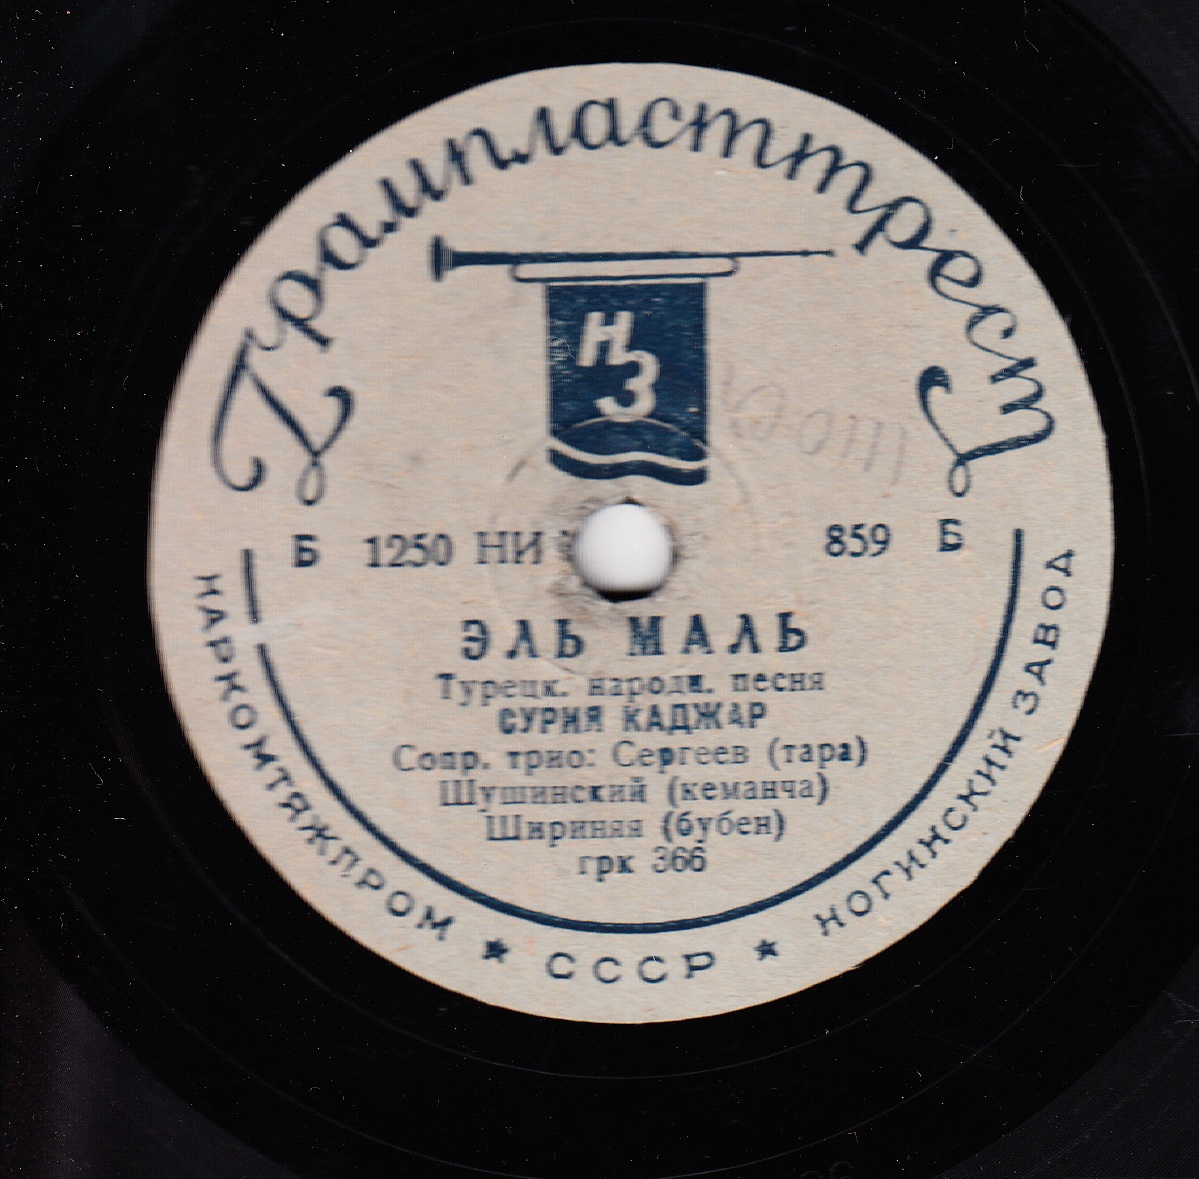 Грампласттрест
НЗ
Б 1250 НИ 859 Б
ЭЛЬ МАЛЬ
Турецк. народн. песня
СУРИЯ КАДЖАР
Сопр. трио: Сергеев (тара)
Шушинский (кеманча)
Шириняя (бубен)
грк 366
НАРКОМТЯЖПРОМ ★ СССР ★ НОГИНСКИЙ ЗАВОД